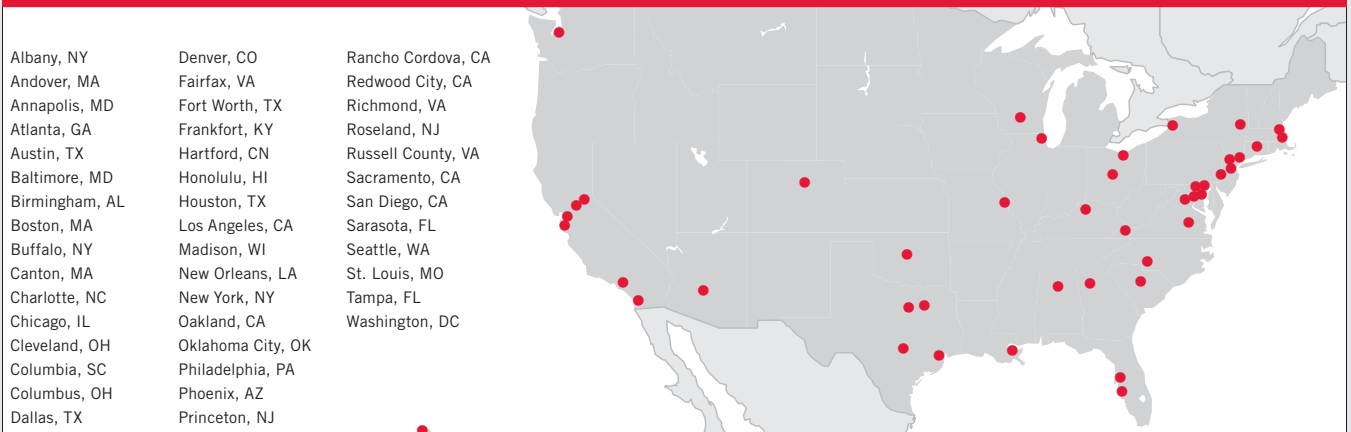 Albany, NY
Andover, MA
Annapolis, MD
Atlanta, GA
Austin, TX
Baltimore, MD
Birmingham, AL
Boston, MA
Buffalo, NY
Canton, MA
Charlotte, NC
Chicago, IL
Cleveland, OH
Columbia, SC
Columbus, OH
Dallas, TX
Denver, CO
Fairfax, VA
Fort Worth, TX
Frankfort, KY
Hartford, CN
Honolulu, HI
Houston, TX
Los Angeles, CA
Madison, WI
New Orleans, LA
New York, NY
Oakland, CA
Oklahoma City, OK
Philadelphia, PA
Phoenix, AZ
Princeton, NJ
Rancho Cordova, CA
Redwood City, CA
Richmond, VA
Roseland, NJ
Russell County, VA
Sacramento, CA
San Diego, CA
Sarasota, FL
Seattle, WA
St. Louis, MO
Tampa, FL
Washington, DC